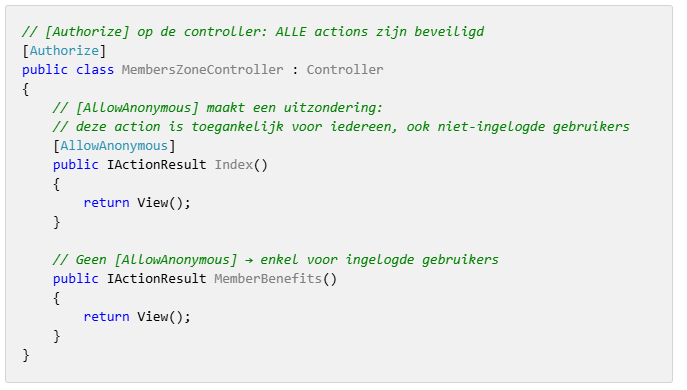 // [Authorize] op de controller: ALLE actions zijn beveiligd
[Authorize]
public class MembersZoneController : Controller
{
    // [AllowAnonymous] maakt een uitzondering:
    // deze action is toegankelijk voor iedereen, ook niet-ingelogde gebruikers
    [AllowAnonymous]
    public IActionResult Index()
    {
        return View();
    }

    // Geen [AllowAnonymous] → enkel voor ingelogde gebruikers
    public IActionResult MemberBenefits()
    {
        return View();
    }
}